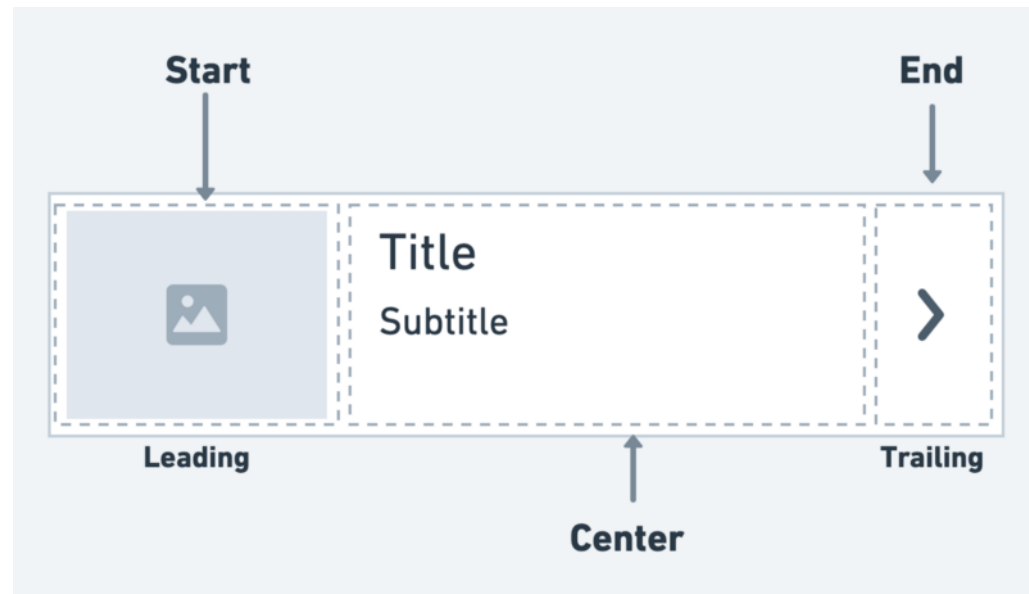 Start
End
Title
Subtitle
Leading
Trailing
Center